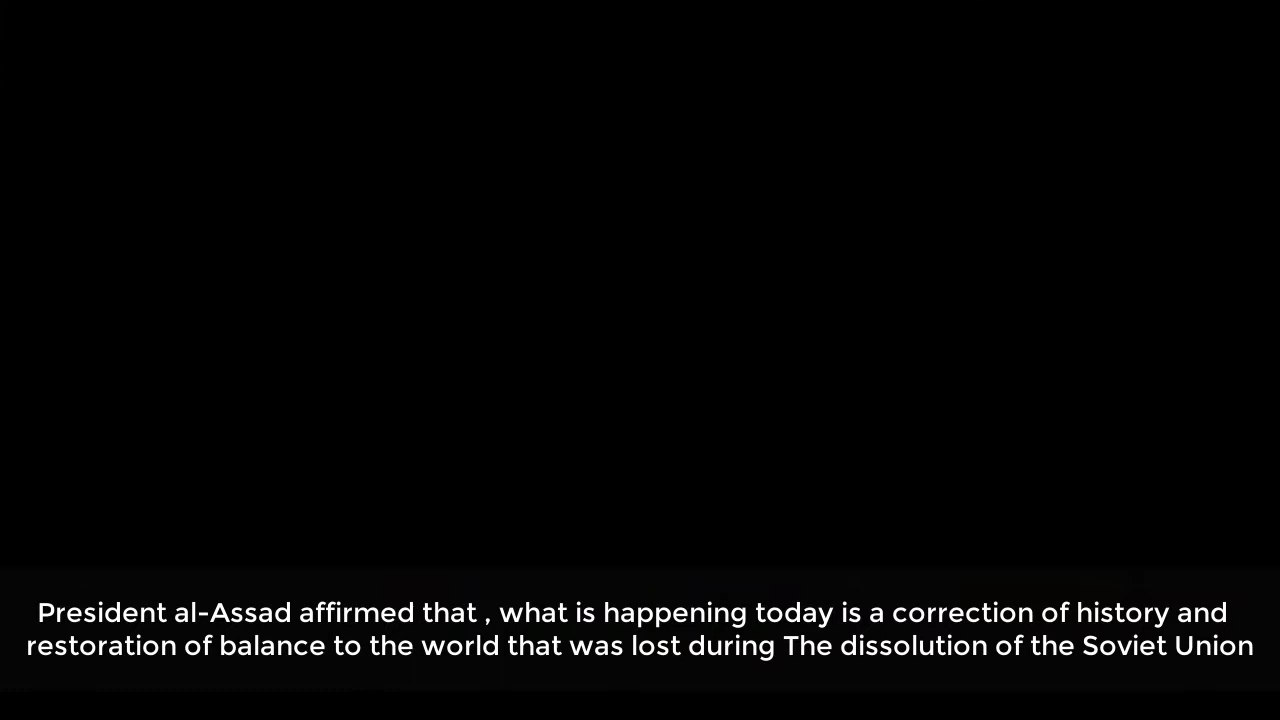 President al-Assad affirmed that , what is happening today is a correction of history and
restoration of balance to the world that was lost during The dissolution of the Soviet Union